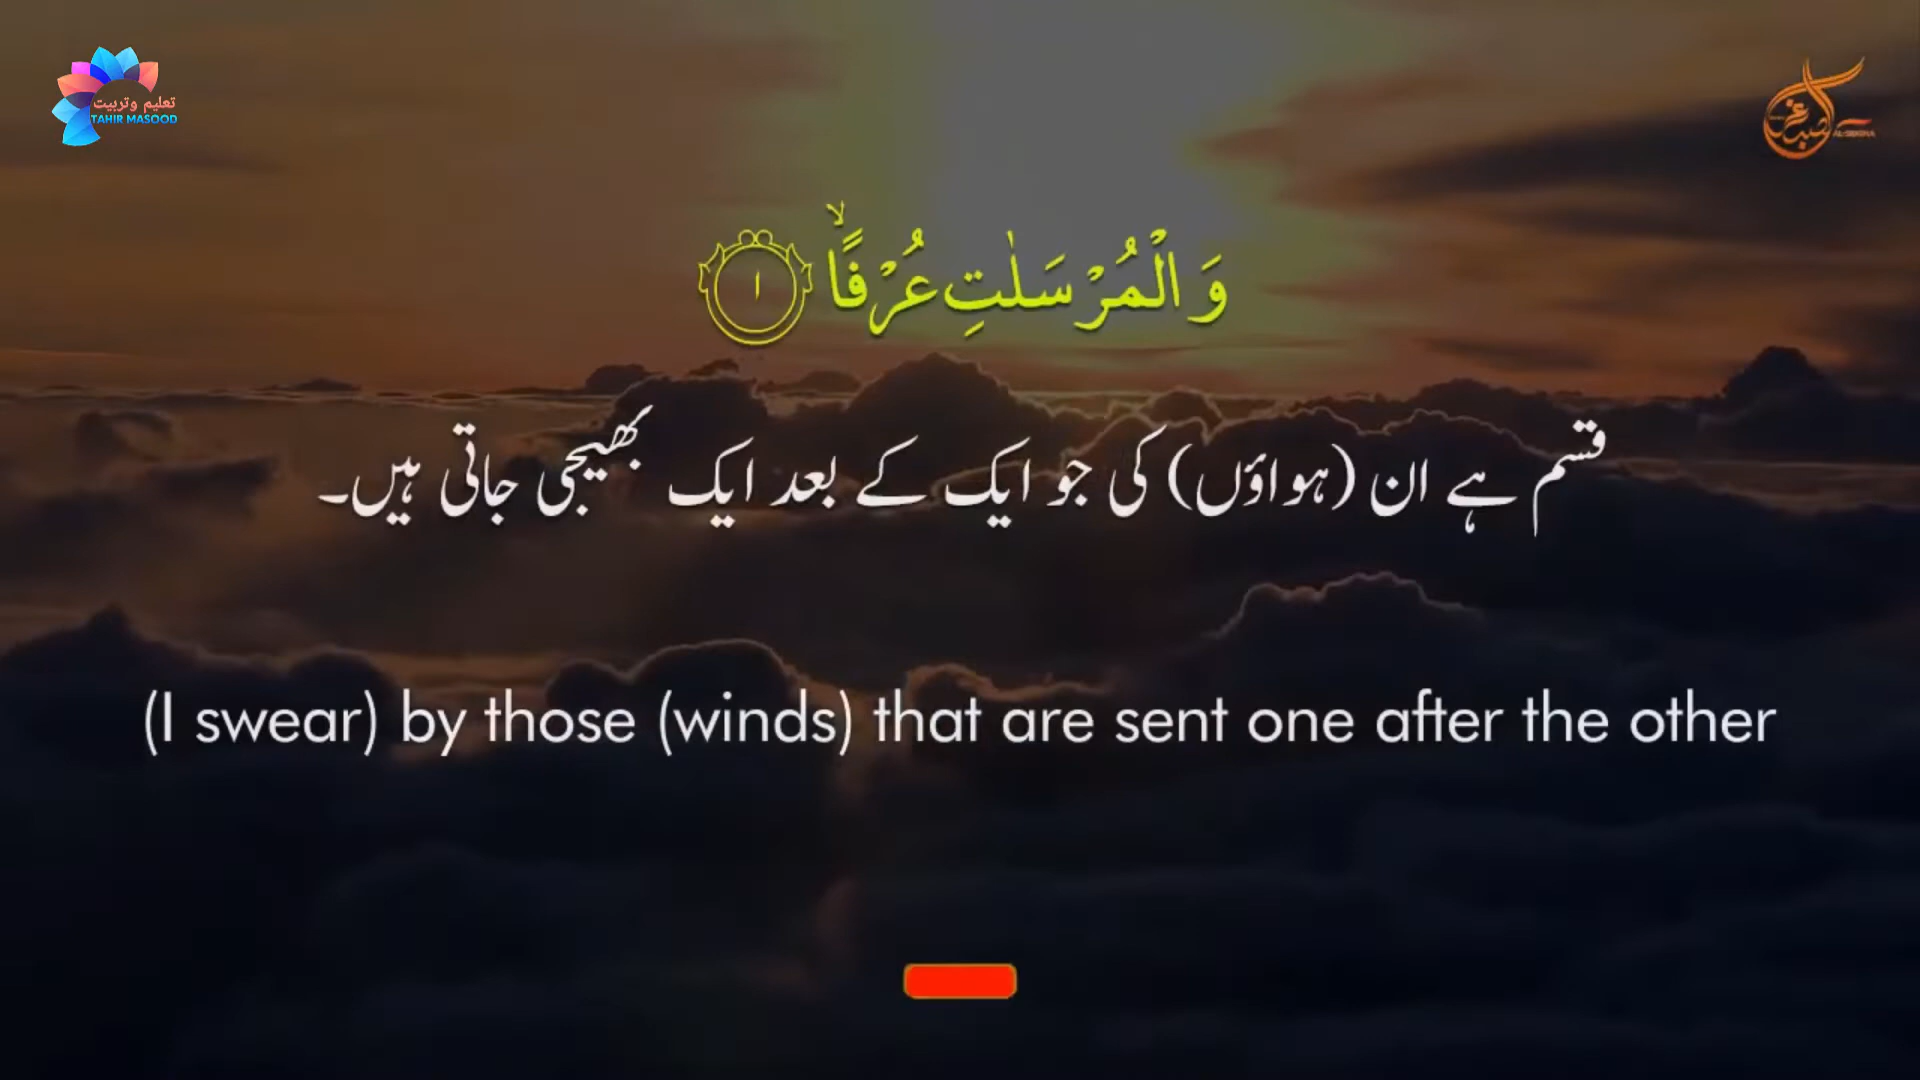 تعلیم وتربیت
TAHIR MASOOD
وَالْمُرْسَلٰتِ عُرْفًا ۙ ۱
قسم ہے ان (ہواؤں) کی جو ایک کے بعد ایک بھیجی جاتی ہیں۔
(I swear) by those (winds) that are sent one after the other